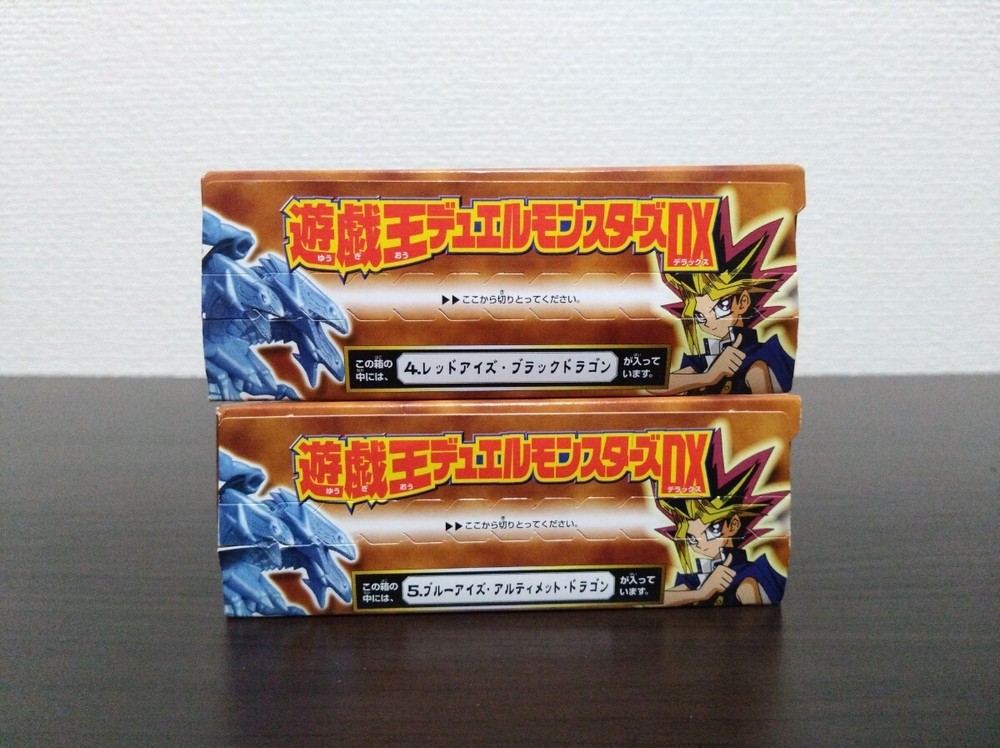 遊戯王デュエルモンスターズDX
ゆう ぎ おう デラックス
▶▶ここから切りとってください。
この箱の
中には、
4.レッドアイズ・ブラックドラゴン
が入って
います。
遊戯王デュエルモンスターズDX
ゆう ぎ おう デラックス
▶▶ここから切りとってください。
この箱の
中には、
5.ブルーアイズ・アルティメット・ドラゴン
が入って
います。